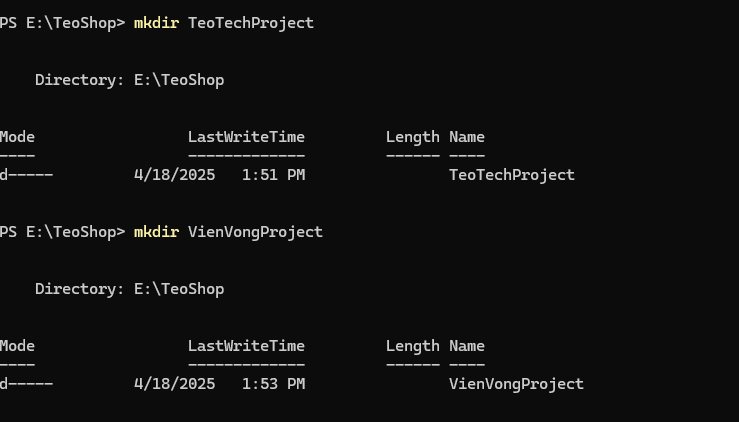 PS E:\TeoShop> mkdir TeoTechProject
Directory: E:\TeoShop
Mode LastWriteTime Length Name
---- ------------- ------ ----
d----- 4/18/2025 1:51 PM TeoTechProject
PS E:\TeoShop> mkdir VienVongProject
Directory: E:\TeoShop
Mode LastWriteTime Length Name
---- ------------- ------ ----
d----- 4/18/2025 1:53 PM VienVongProject